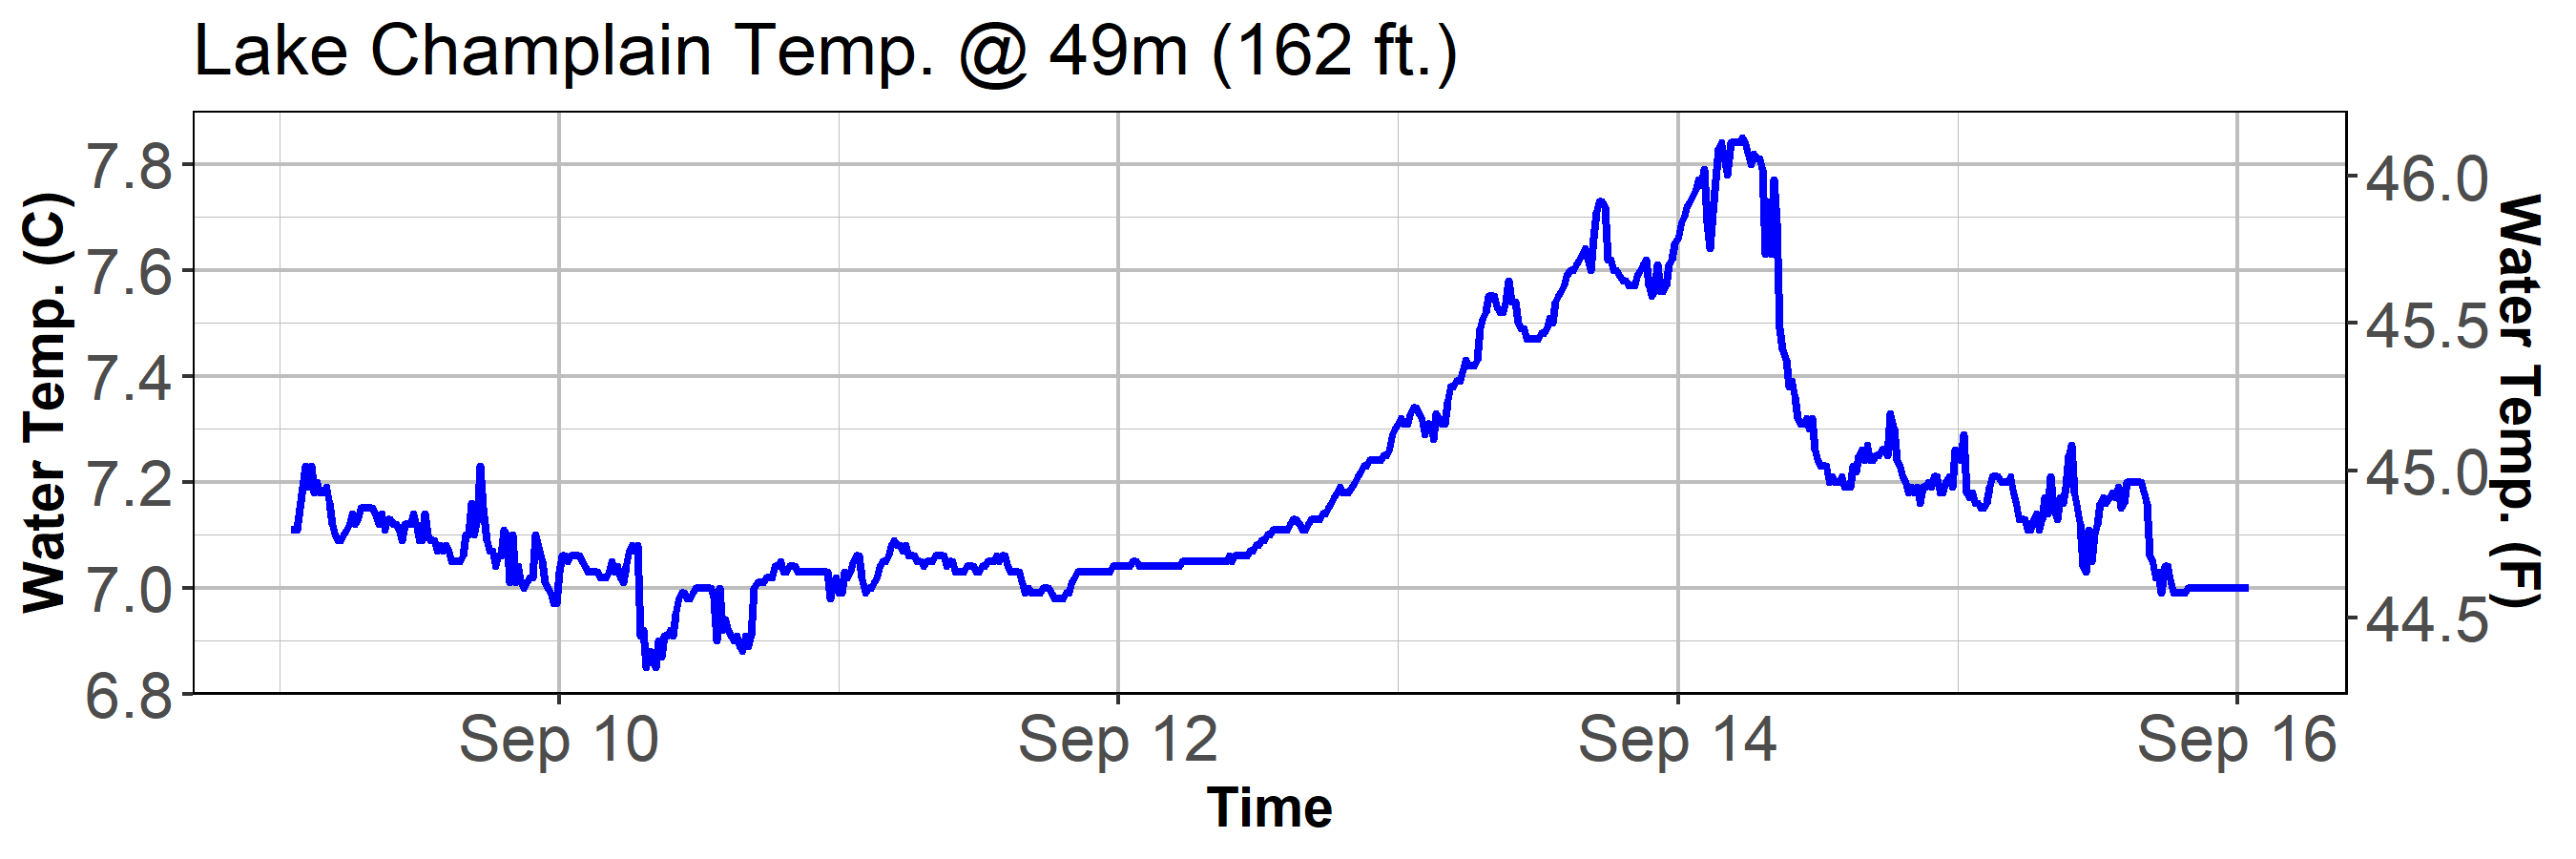 Lake Champlain Temp. @ 49m (162 ft.)
Water Temp. (C)
7.8
7.6
7.4
7.2
7.0
6.8
46.0
45.5
45.0
44.5
Water Temp. (F)
Sep 10 Sep 12 Sep 14 Sep 16
Time